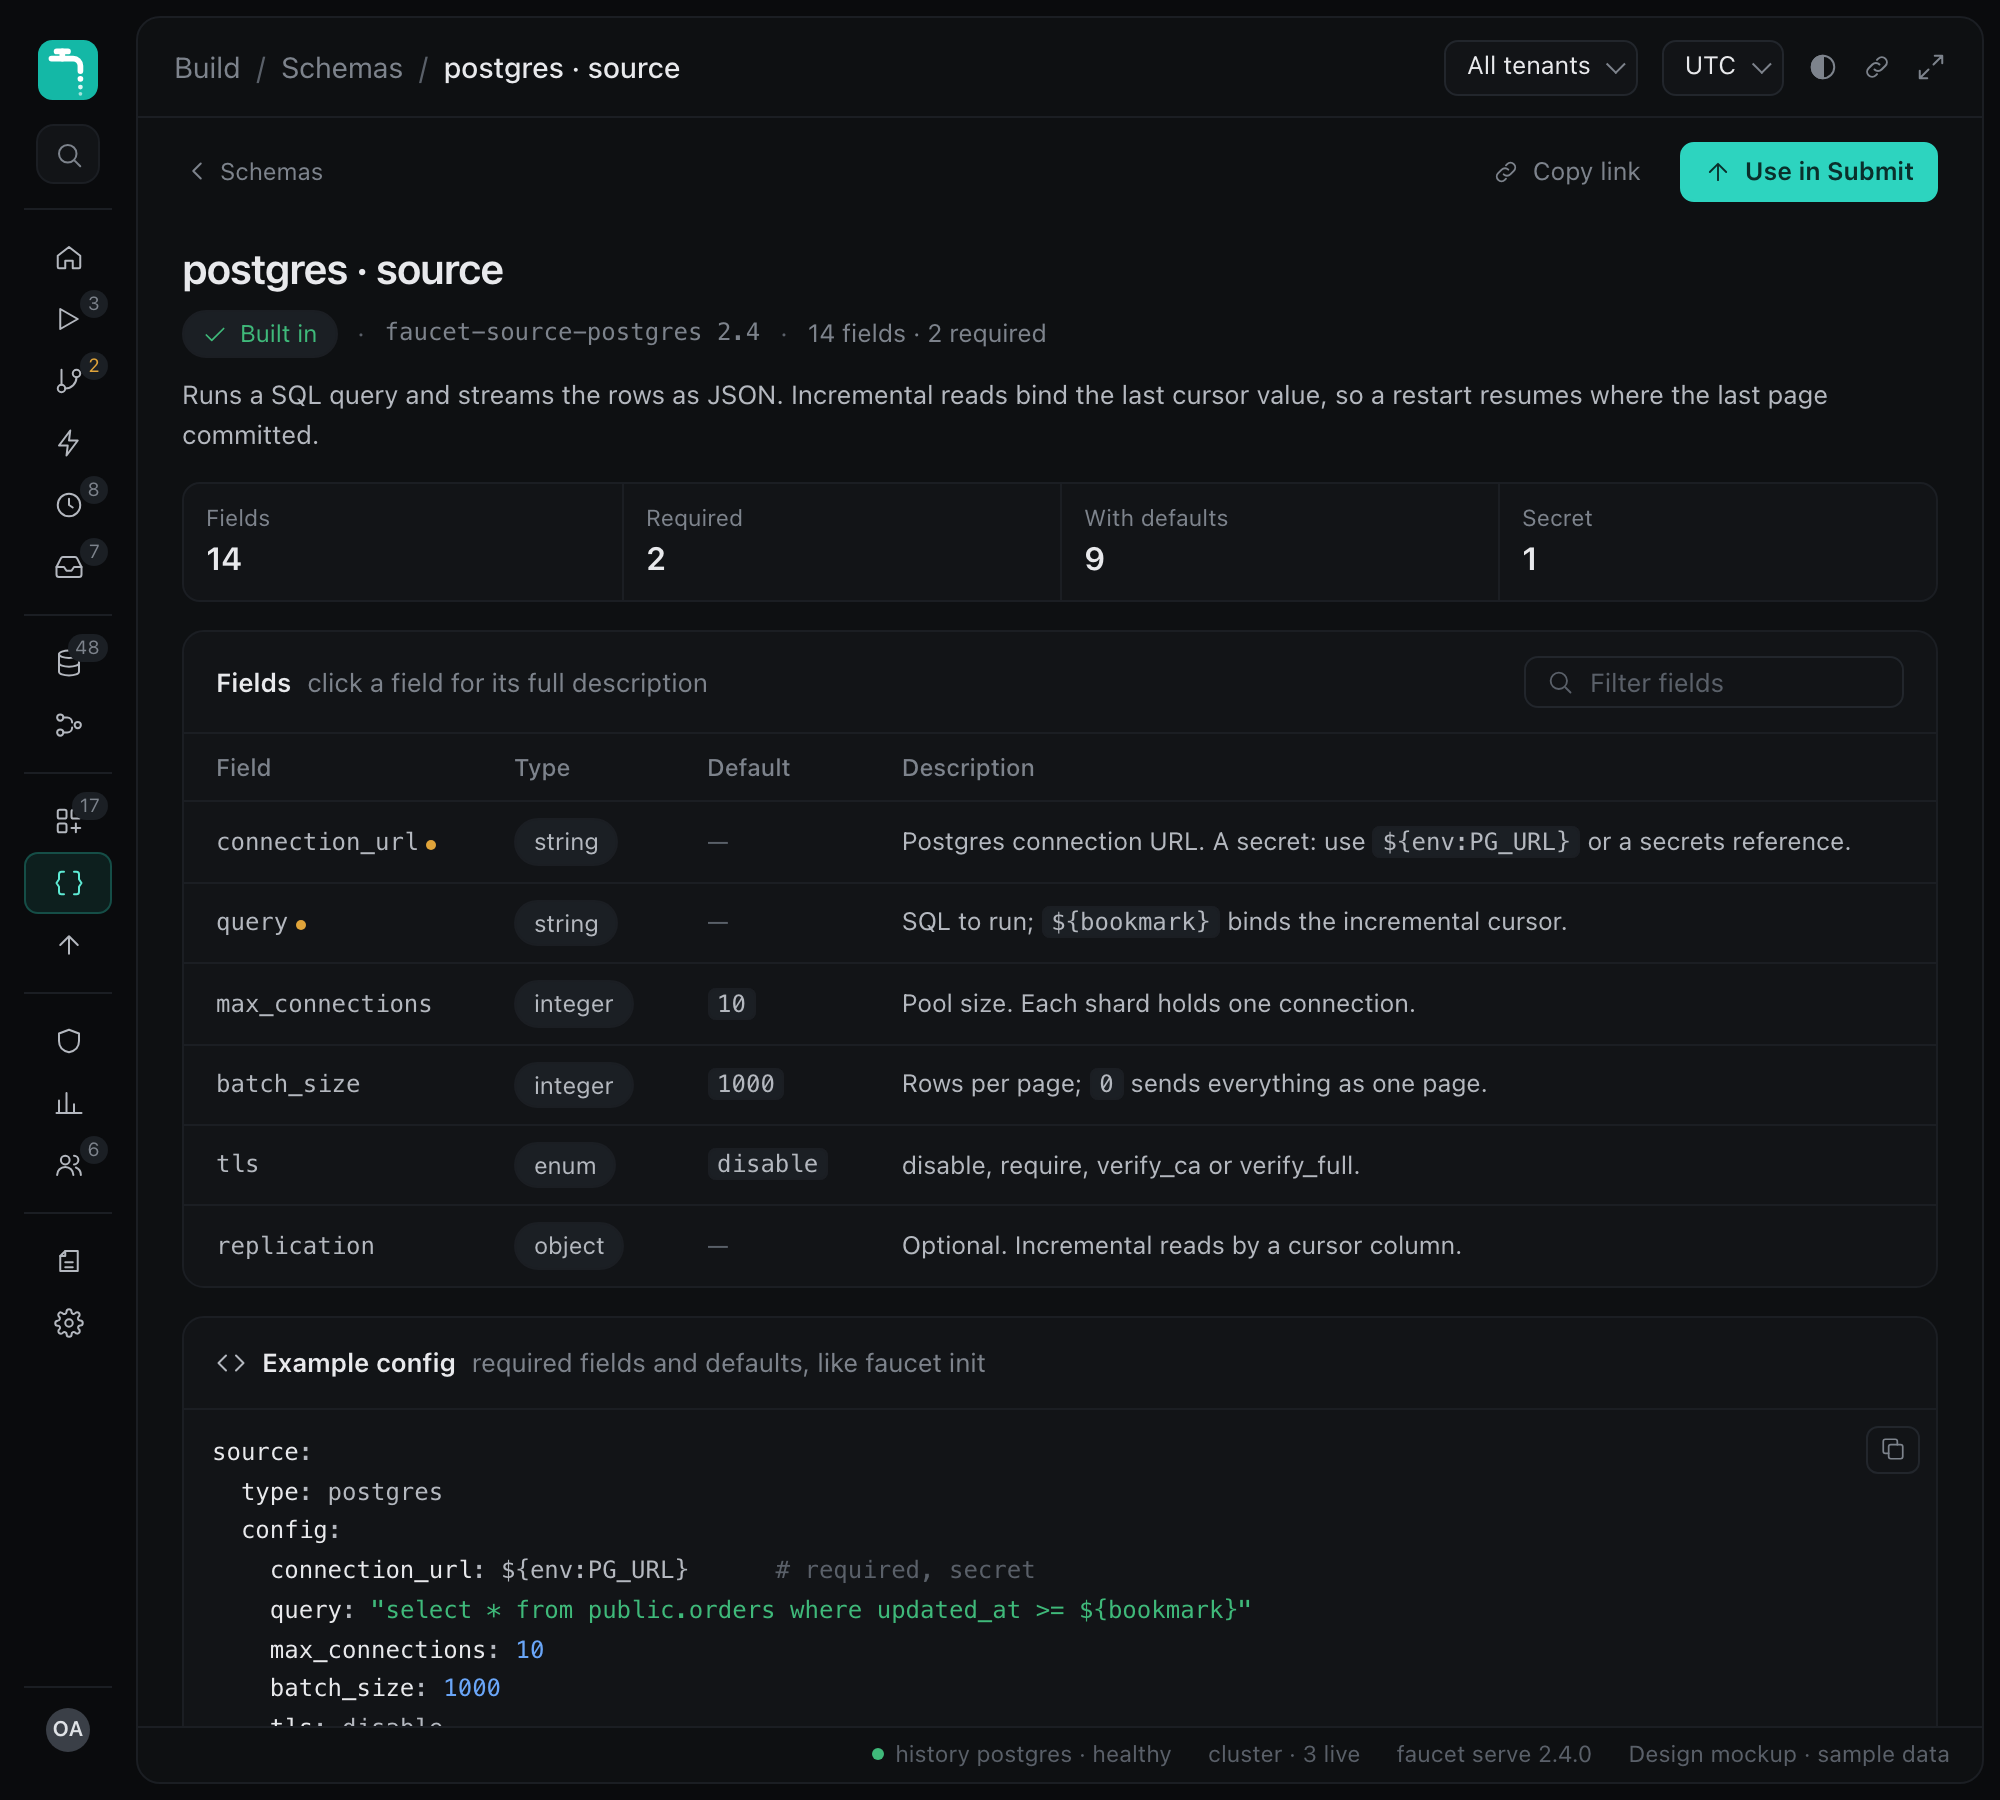 Build / Schemas / postgres · source
All tenants
UTC
Schemas
Copy link
Use in Submit
postgres · source
Built in · faucet-source-postgres 2.4 · 14 fields · 2 required
Runs a SQL query and streams the rows as JSON. Incremental reads bind the last cursor value, so a restart resumes where the last page
committed.
Fields
14
Required
2
With defaults
9
Secret
1
3
2
8
7
48
17
6
OA
Fields click a field for its full description
Filter fields
Field Type Default Description
connection_url string — Postgres connection URL. A secret: use ${env:PG_URL} or a secrets reference.
query string — SQL to run; ${bookmark} binds the incremental cursor.
max_connections integer 10 Pool size. Each shard holds one connection.
batch_size integer 1000 Rows per page; 0 sends everything as one page.
tls enum disable disable, require, verify_ca or verify_full.
replication object — Optional. Incremental reads by a cursor column.
Example config required fields and defaults, like faucet init
source:
type: postgres
config:
connection_url: ${env:PG_URL} # required, secret
query: "select * from public.orders where updated_at >= ${bookmark}"
max_connections: 10
batch_size: 1000
tls: disable
history postgres · healthy
cluster · 3 live
faucet serve 2.4.0
Design mockup · sample data